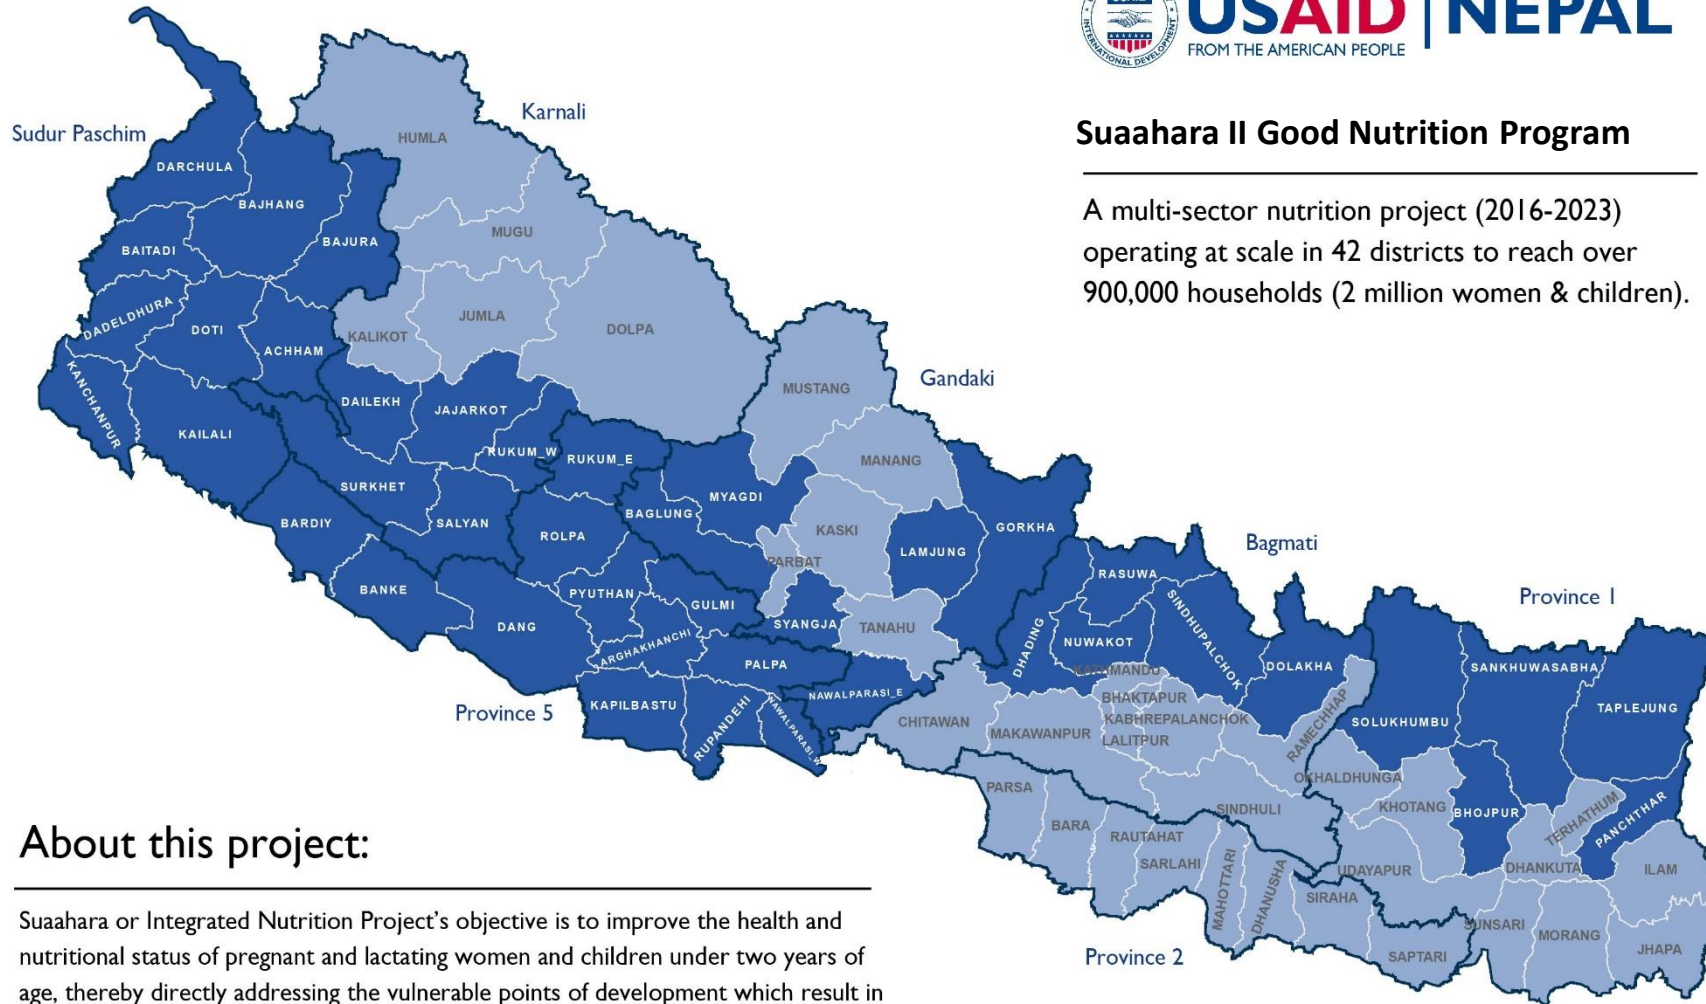 USAID | NEPAL
FROM THE AMERICAN PEOPLE
INTERNATIONAL DEVELOPMENT
Suaahara II Good Nutrition Program
A multi-sector nutrition project (2016-2023)
operating at scale in 42 districts to reach over
900,000 households (2 million women & children).
Sudur Paschim
Karnali
Gandaki
Bagmati
Province 1
Province 5
Province 2
HUMLA
DARCHULA
BAJHANG
MUGU
BAJURA
BAITADI
DADELDHURA
DOTI
JUMLA
DOLPA
KALIKOT
ACHHAM
KANCHANPUR
MUSTANG
DAILEKH
JAJARKOT
KAILALI
RUKUM_W
RUKUM_E
MANANG
SURKHET
MYAGDI
BARDIY
SALYAN
BAGLUNG
GORKHA
ROLPA
KASKI
LAMJUNG
PARBAT
RASUWA
BANKE
PYUTHAN
GULMI
SINDHUPALCHOK
DANG
SYANGJA
TANAHU
DHADING
NUWAKOT
ARGHAKHANCHI
PALPA
KATHMANDU
DOLAKHA
SANKHUWASABHA
NAWALPARASI_E
BHAKTAPUR
KAPILBASTU
RUPANDEHI
NAWALPARASI_W
CHITAWAN
MAKAWANPUR
KABHREPALANCHOK
LALITPUR
RAMECHHAP
SOLUKHUMBU
TAPLEJUNG
OKHALDHUNGA
PARSA
SINDHULI
KHOTANG
BHOJPUR
TERHATHUM
PANCHTHAR
BARA
RAUTAHAT
SARLAHI
MAHOTTARI
DHANUSHA
UDAYAPUR
DHANKUTA
ILAM
SIRAHA
SUNSARI
MORANG
JHAPA
SAPTARI
About this project:
Suaahara or Integrated Nutrition Project's objective is to improve the health and
nutritional status of pregnant and lactating women and children under two years of
age, thereby directly addressing the vulnerable points of development which result in